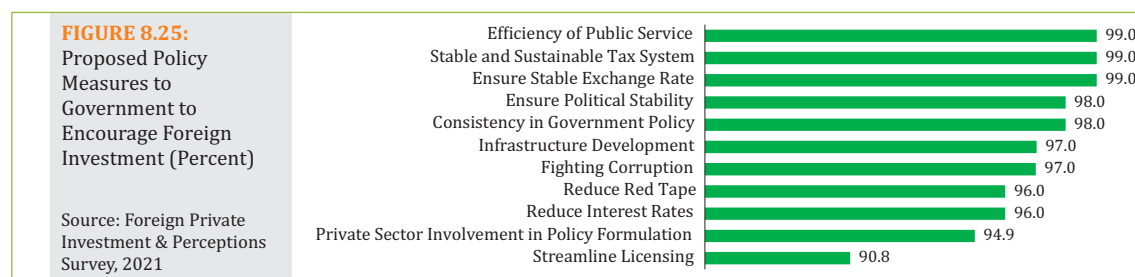 FIGURE 8.25:
Proposed Policy
Measures to
Government to
Encourage Foreign
Investment (Percent)
Source: Foreign Private
Investment & Perceptions
Survey, 2021
Efficiency of Public Service 99.0
Stable and Sustainable Tax System 99.0
Ensure Stable Exchange Rate 99.0
Ensure Political Stability 98.0
Consistency in Government Policy 98.0
Infrastructure Development 97.0
Fighting Corruption 97.0
Reduce Red Tape 96.0
Reduce Interest Rates 96.0
Private Sector Involvement in Policy Formulation 94.9
Streamline Licensing 90.8